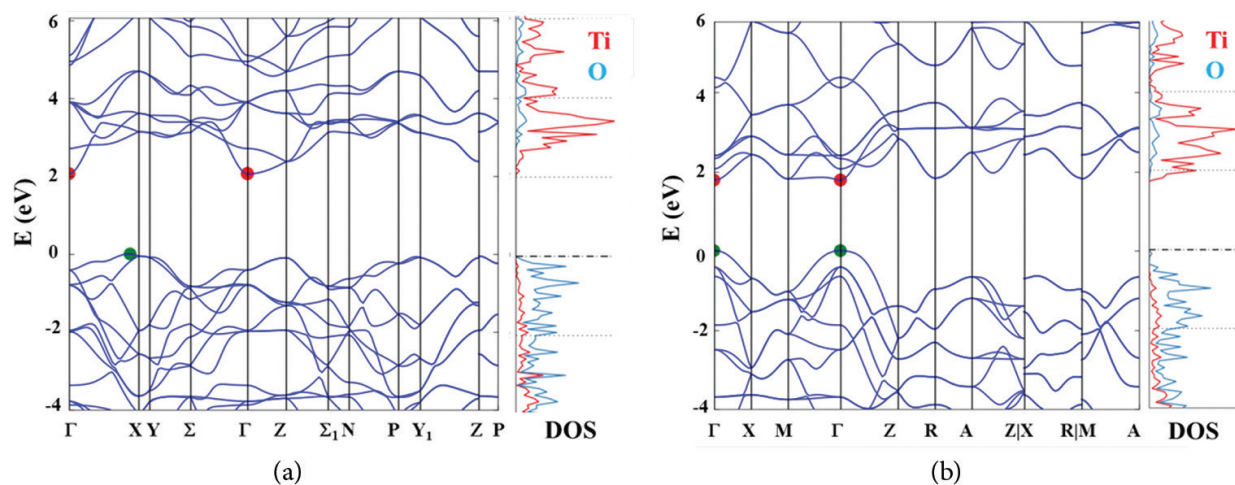 6
4
2
0
-2
-4
E (eV)
Γ X Y Σ Γ Z Σ₁ N P Y₁ Z P
Ti
O
DOS
(a)
6
4
2
0
-2
-4
E (eV)
Γ X M Γ Z R A Z|X R|M A
Ti
O
DOS
(b)